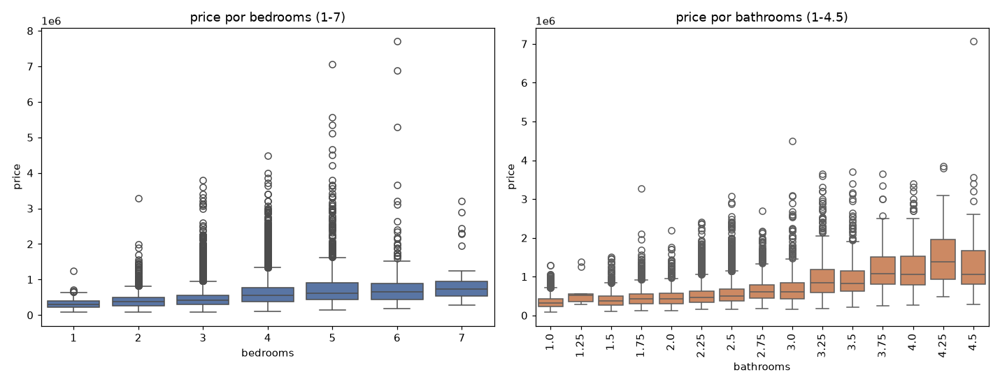 price por bedrooms (1-7)
1e6
8
7
6
5
4
3
2
1
0
price
1 2 3 4 5 6 7
bedrooms
price por bathrooms (1-4.5)
1e6
7
6
5
4
3
2
1
0
price
1.0 1.25 1.5 1.75 2.0 2.25 2.5 2.75 3.0 3.25 3.5 3.75 4.0 4.25 4.5
bathrooms